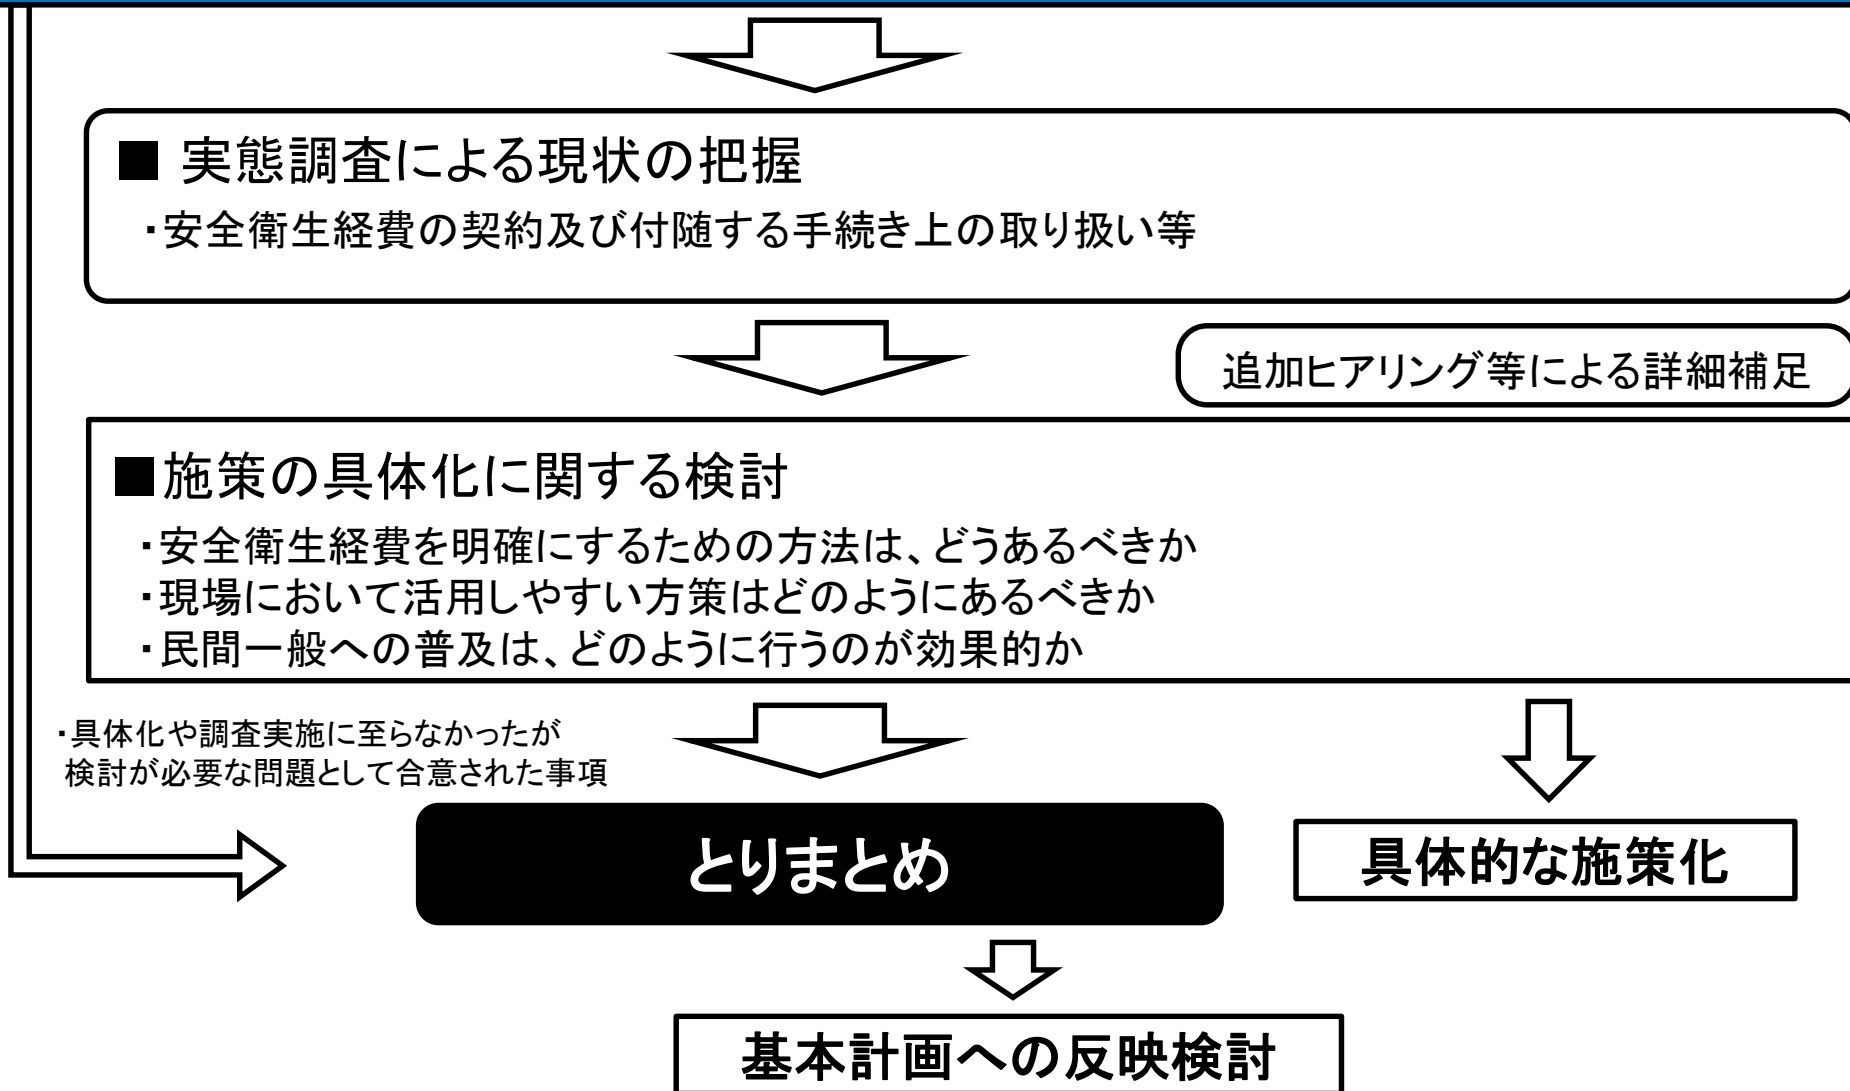 ■ 実態調査による現状の把握
・安全衛生経費の契約及び付随する手続き上の取り扱い等
追加ヒアリング等による詳細補足
■施策の具体化に関する検討
・安全衛生経費を明確にするための方法は、どうあるべきか
・現場において活用しやすい方策はどのようにあるべきか
・民間一般への普及は、どのように行うのが効果的か
・具体化や調査実施に至らなかったが
検討が必要な問題として合意された事項
とりまとめ
具体的な施策化
基本計画への反映検討